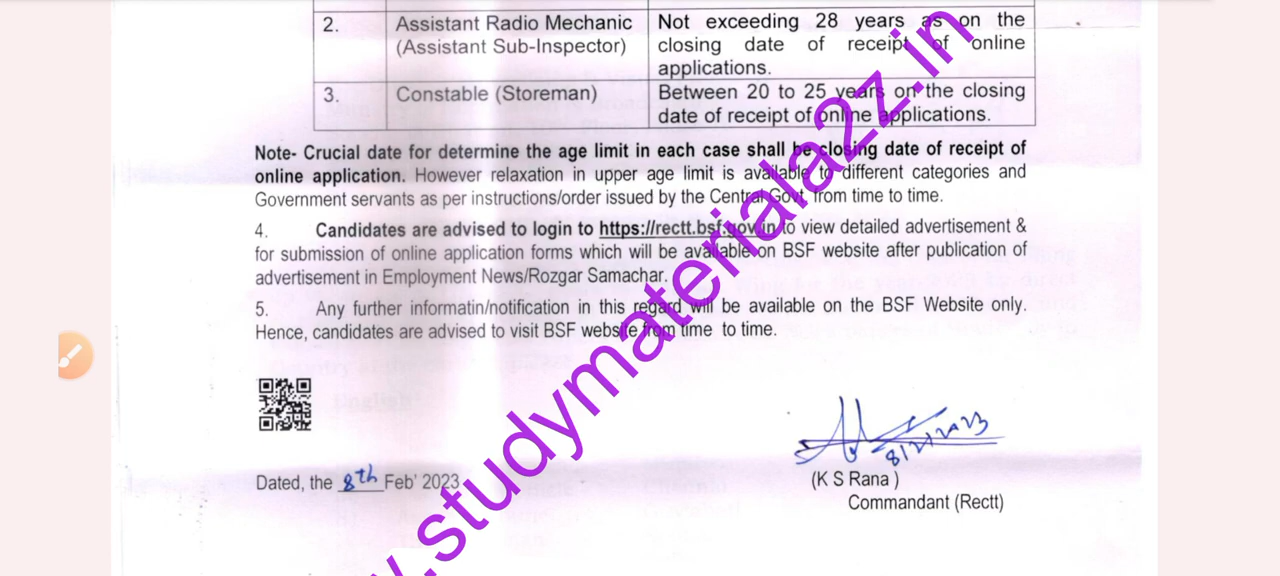 2.
Assistant Radio Mechanic
(Assistant Sub-Inspector)
Not exceeding 28 years as on the
closing date of receipt of online
applications.
3.
Constable (Storeman)
Between 20 to 25 years on the closing
date of receipt of online applications.
Note- Crucial date for determine the age limit in each case shall be closing date of receipt of
online application. However relaxation in upper age limit is available to different categories and
Government servants as per instructions/order issued by the Central Govt. from time to time.
4. Candidates are advised to login to https://rectt.bsf.gov.in to view detailed advertisement &
for submission of online application forms which will be available on BSF website after publication of
advertisement in Employment News/Rozgar Samachar.
5. Any further informatin/notification in this regard will be available on the BSF Website only.
Hence, candidates are advised to visit BSF website from time to time.
English
8/2/2023
Dated, the 8th Feb' 2023
(K S Rana )
Commandant (Rectt)
.studymateriala2z.in